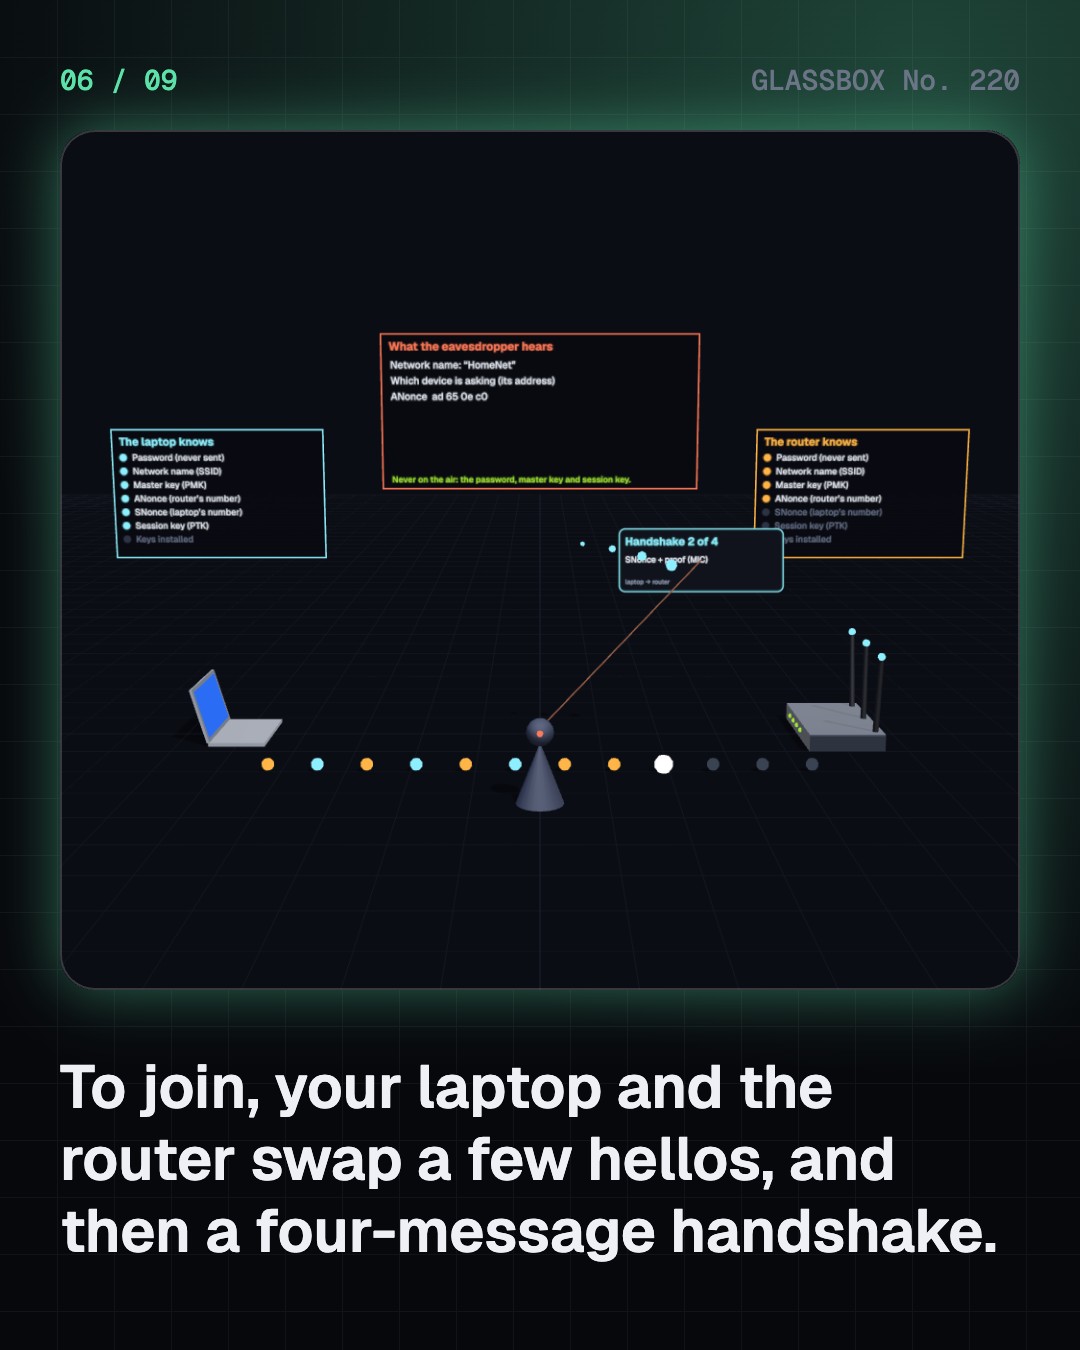 06 / 09
GLASSBOX No. 220
What the eavesdropper hears
Network name: "HomeNet"
Which device is asking (its address)
ANonce ad 65 0e c0
Never on the air: the password, master key and session key.
The laptop knows
Password (never sent)
Network name (SSID)
Master key (PMK)
ANonce (router's number)
SNonce (laptop's number)
Session key (PTK)
Keys installed
The router knows
Password (never sent)
Network name (SSID)
Master key (PMK)
ANonce (router's number)
SNonce (laptop's number)
Session key (PTK)
ys installed
Handshake 2 of 4
SNonce + proof (MIC)
laptop → router
To join, your laptop and the
router swap a few hellos, and
then a four-message handshake.